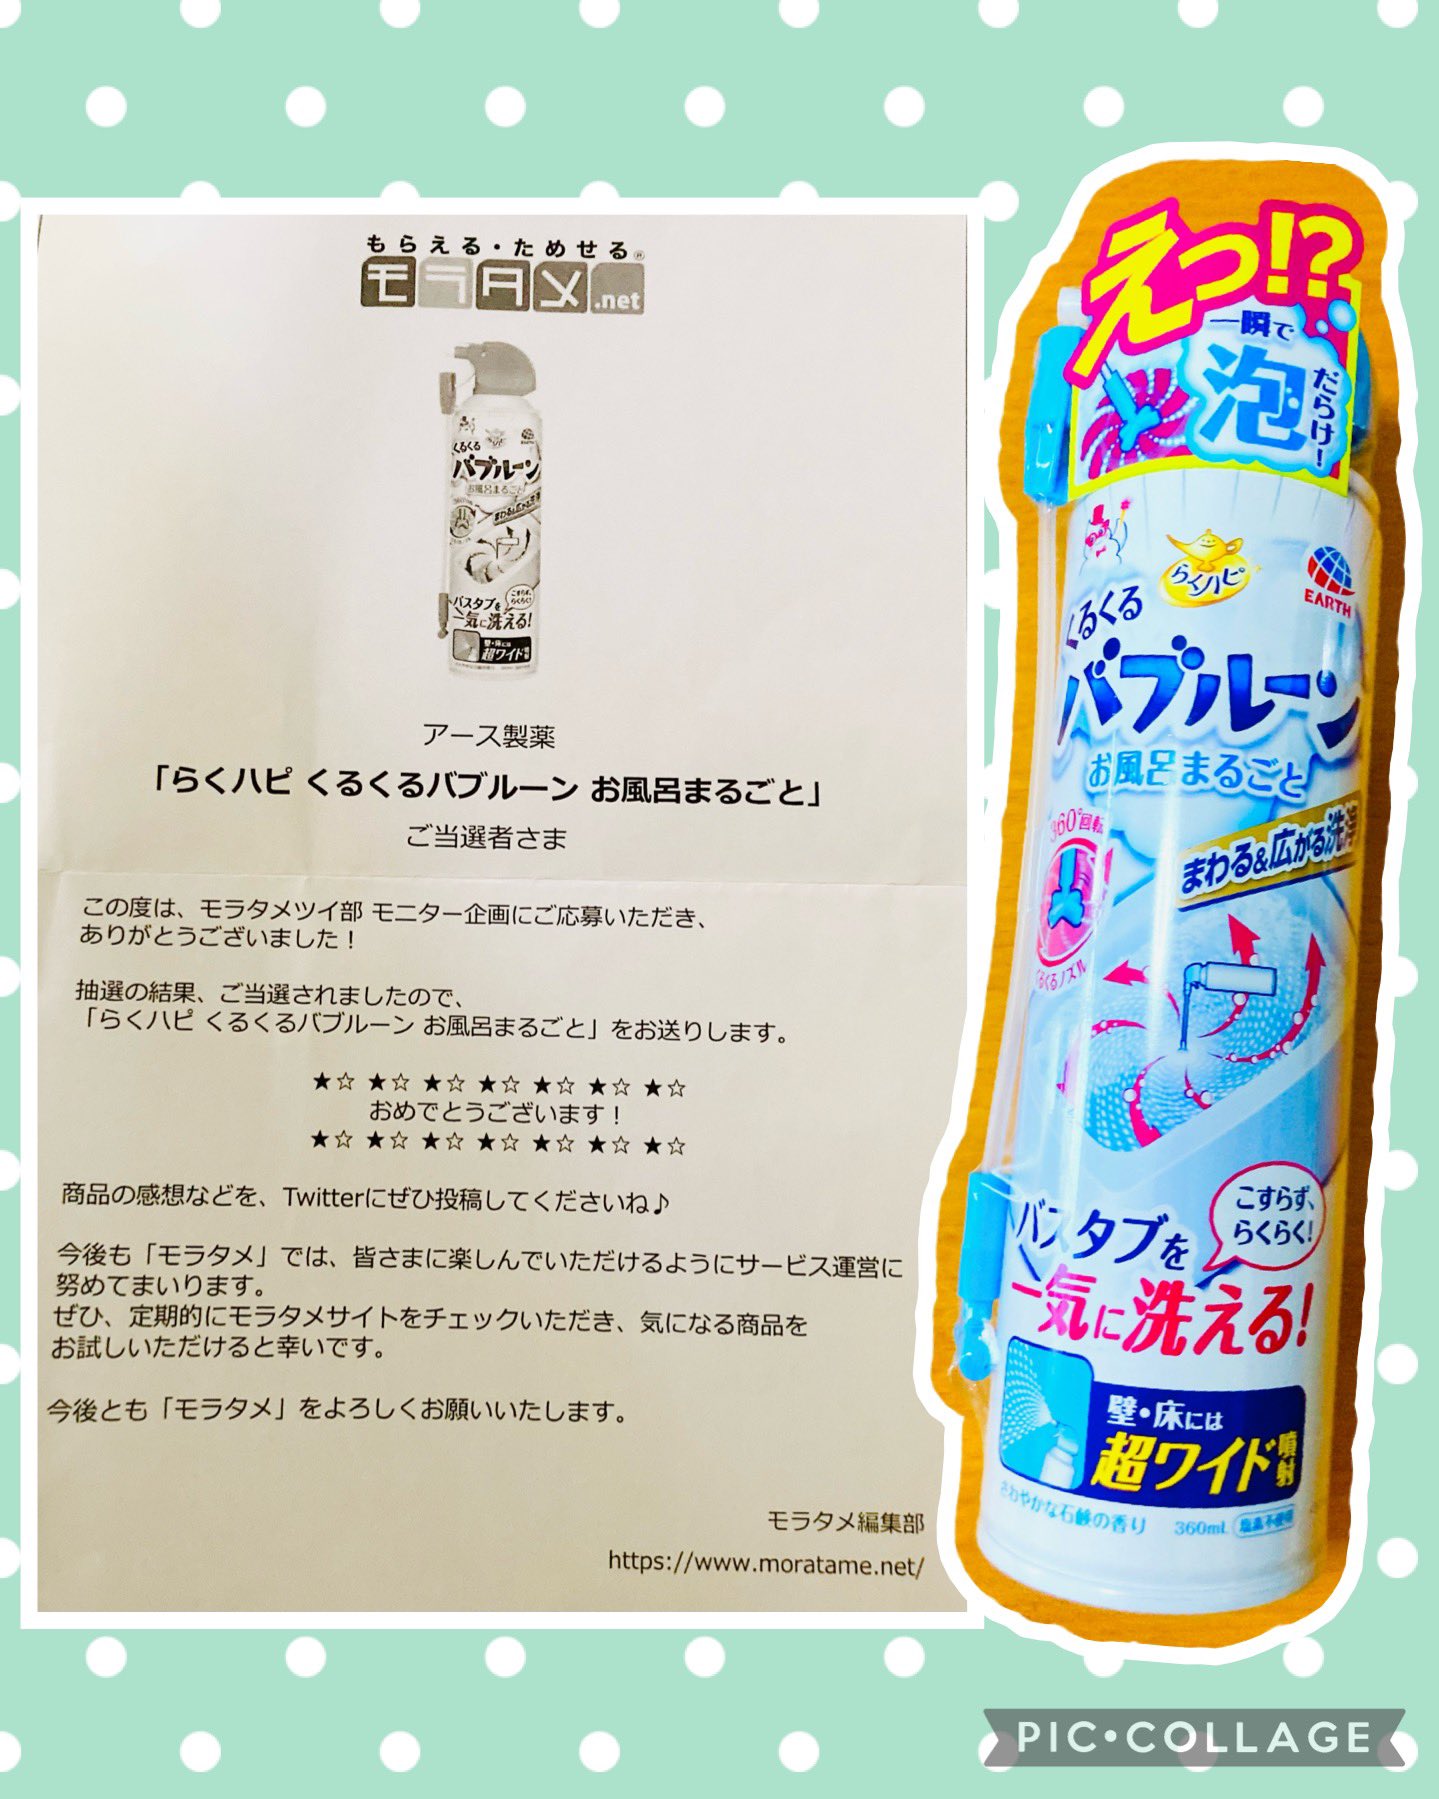 もらえる・ためせる®
モラタメ.net
くるくる
バブルーン
お風呂まるごと
バスタブを
一気に洗える!
こすらず、
らくらく!
壁・床には
超ワイド噴射
アース製薬
「らくハピ くるくるバブルーン お風呂まるごと」
ご当選者さま
この度は、モラタメツイ部 モニター企画にご応募いただき、
ありがとうございました！
抽選の結果、ご当選されましたので、
「らくハピ くるくるバブルーン お風呂まるごと」をお送りします。
★☆ ★☆ ★☆ ★☆ ★☆ ★☆ ★☆
おめでとうございます！
★☆ ★☆ ★☆ ★☆ ★☆ ★☆ ★☆
商品の感想などを、Twitterにぜひ投稿してくださいね♪
今後も「モラタメ」では、皆さまに楽しんでいただけるようにサービス運営に
努めてまいります。
ぜひ、定期的にモラタメサイトをチェックいただき、気になる商品を
お試しいただけると幸いです。
今後とも「モラタメ」をよろしくお願いいたします。
モラタメ編集部
https://www.moratame.net/
えっ!?
一瞬で
泡
だらけ!
らくハピ
EARTH
くるくる
バブルーン
お風呂まるごと
360°回転
くるくるノズル
まわる&広がる洗浄
バスタブを
一気に洗える!
こすらず、
らくらく!
壁・床には
超ワイド噴射
さわやかな石鹸の香り 360mL 塩素不使用
PIC•COLLAGE